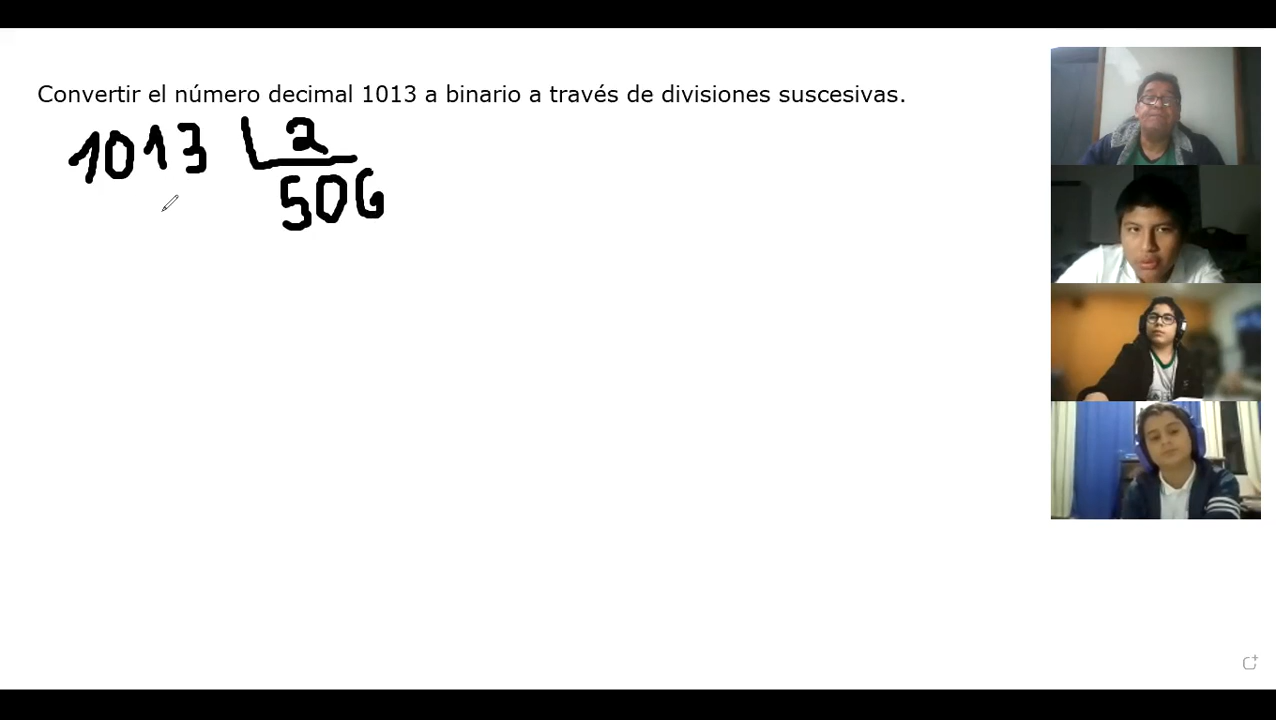 Convertir el número decimal 1013 a binario a través de divisiones suscesivas.
1013 2
506